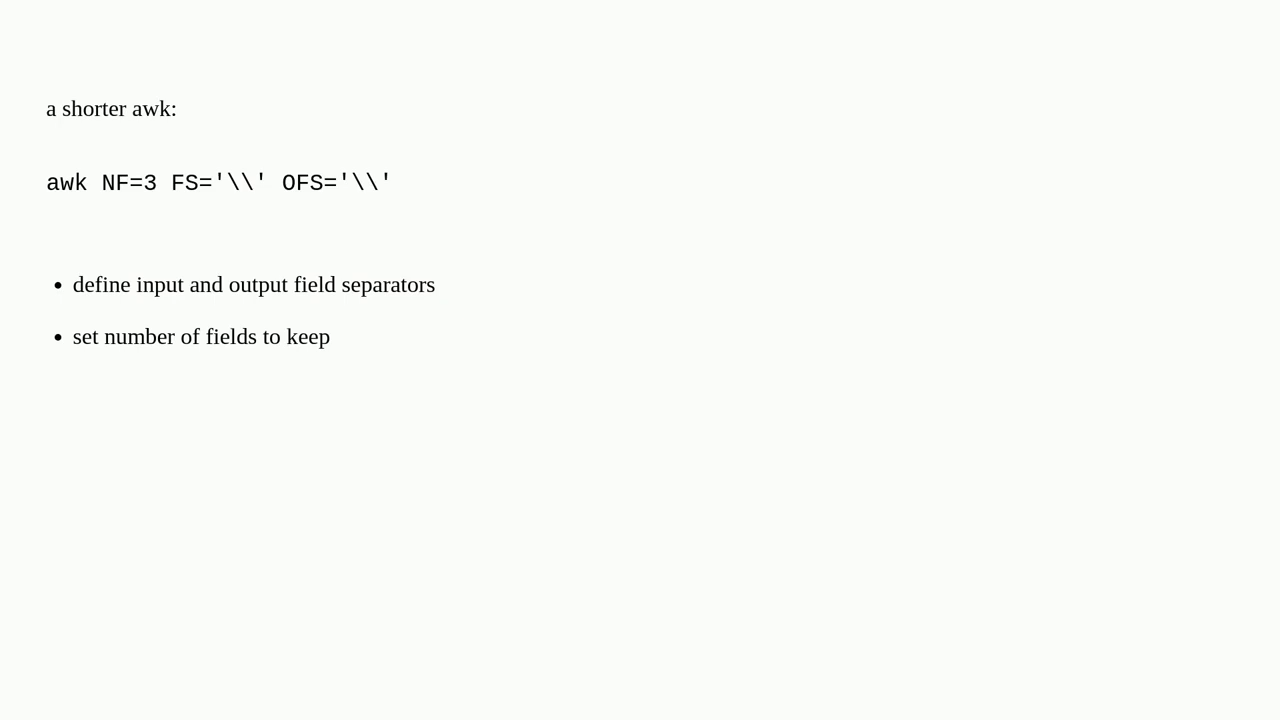 a shorter awk:
awk NF=3 FS='\\' OFS='\\'
• define input and output field separators
• set number of fields to keep